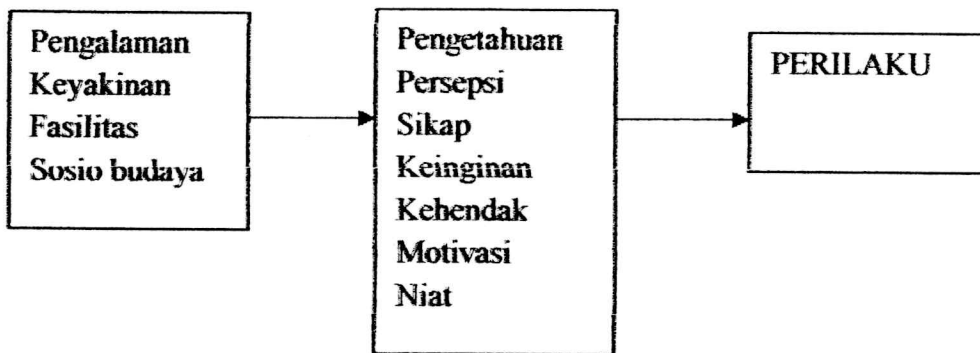 Pengalaman
Keyakinan
Fasilitas
Sosio budaya
Pengetahuan
Persepsi
Sikap
Keinginan
Kehendak
Motivasi
Niat
PERILAKU